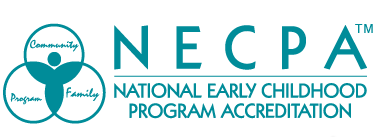 Community
Program
Family
NECPA™
NATIONAL EARLY CHILDHOOD
PROGRAM ACCREDITATION